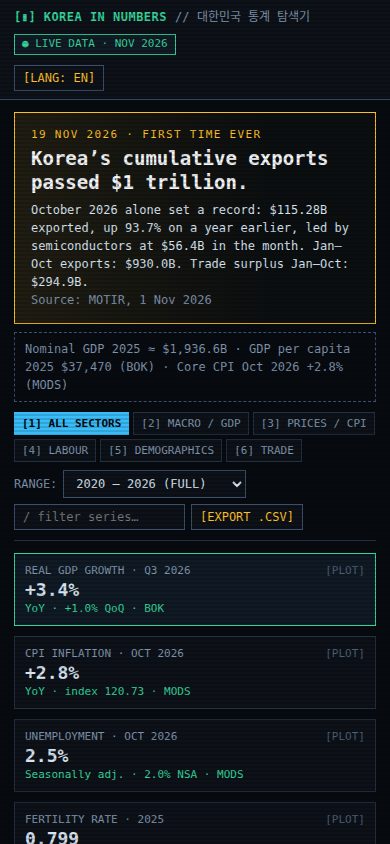 [▮] KOREA IN NUMBERS // 대한민국 통계 탐색기
● LIVE DATA · NOV 2026
[LANG: EN]
19 NOV 2026 · FIRST TIME EVER
Korea’s cumulative exports
passed $1 trillion.
October 2026 alone set a record: $115.28B
exported, up 93.7% on a year earlier, led by
semiconductors at $56.4B in the month. Jan–
Oct exports: $930.0B. Trade surplus Jan–Oct:
$294.9B.
Source: MOTIR, 1 Nov 2026
Nominal GDP 2025 ≈ $1,936.6B · GDP per capita
2025 $37,470 (BOK) · Core CPI Oct 2026 +2.8%
(MODS)
[1] ALL SECTORS [2] MACRO / GDP [3] PRICES / CPI
[4] LABOUR [5] DEMOGRAPHICS [6] TRADE
RANGE: 2020 — 2026 (FULL)
/ filter series… [EXPORT .CSV]
REAL GDP GROWTH · Q3 2026 [PLOT]
+3.4%
YoY · +1.0% QoQ · BOK
CPI INFLATION · OCT 2026 [PLOT]
+2.8%
YoY · index 120.73 · MODS
UNEMPLOYMENT · OCT 2026 [PLOT]
2.5%
Seasonally adj. · 2.0% NSA · MODS
FERTILITY RATE · 2025 [PLOT]
0.799